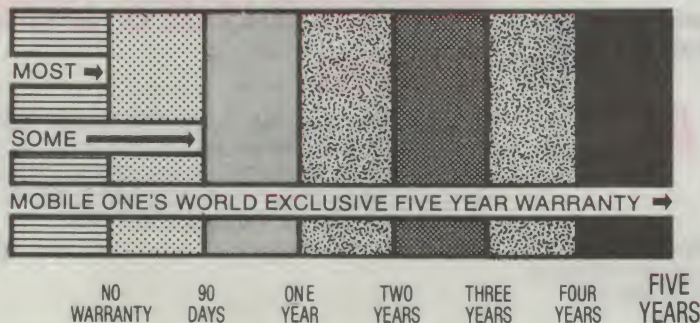 MOST
SOME
MOBILE ONE'S WORLD EXCLUSIVE FIVE YEAR WARRANTY
NO WARRANTY
90 DAYS
ONE YEAR
TWO YEARS
THREE YEARS
FOUR YEARS
FIVE YEARS